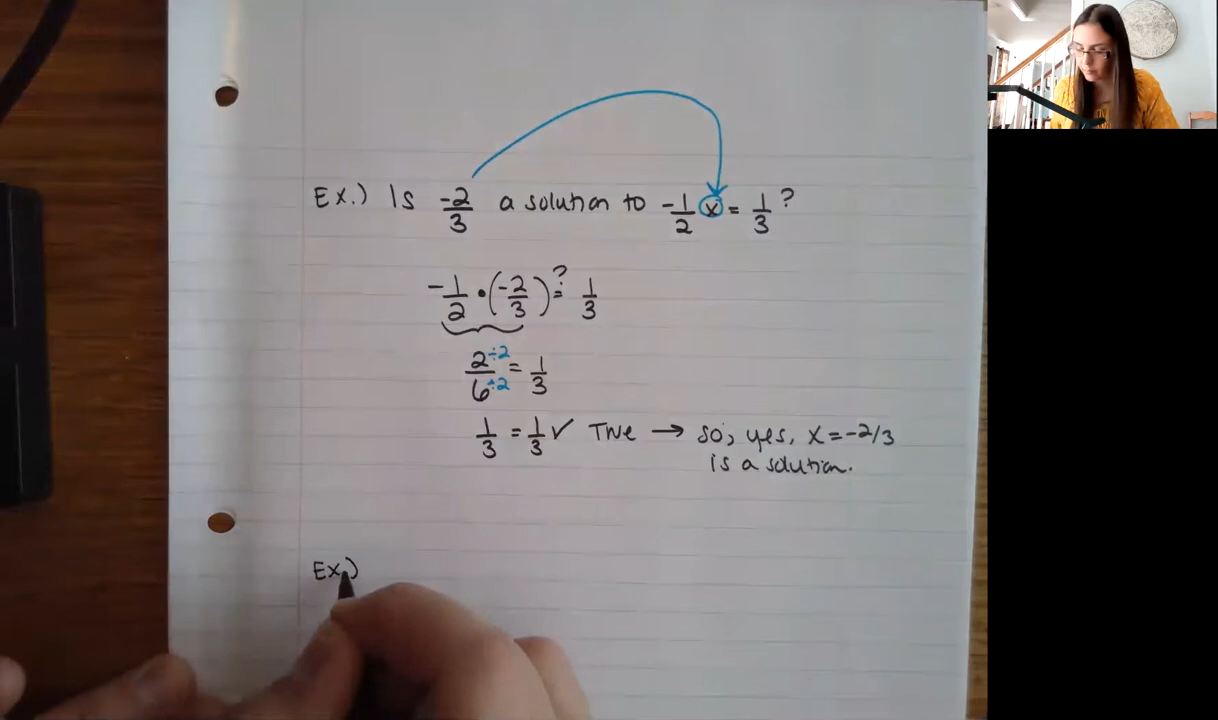 Ex.) Is -2/3 a solution to -1/2 x = 1/3 ?
-1/2 • (-2/3) ?= 1/3
2÷2/6÷2 = 1/3
1/3 = 1/3 ✓ True → so, yes, x = -2/3
is a solution.
Ex.)